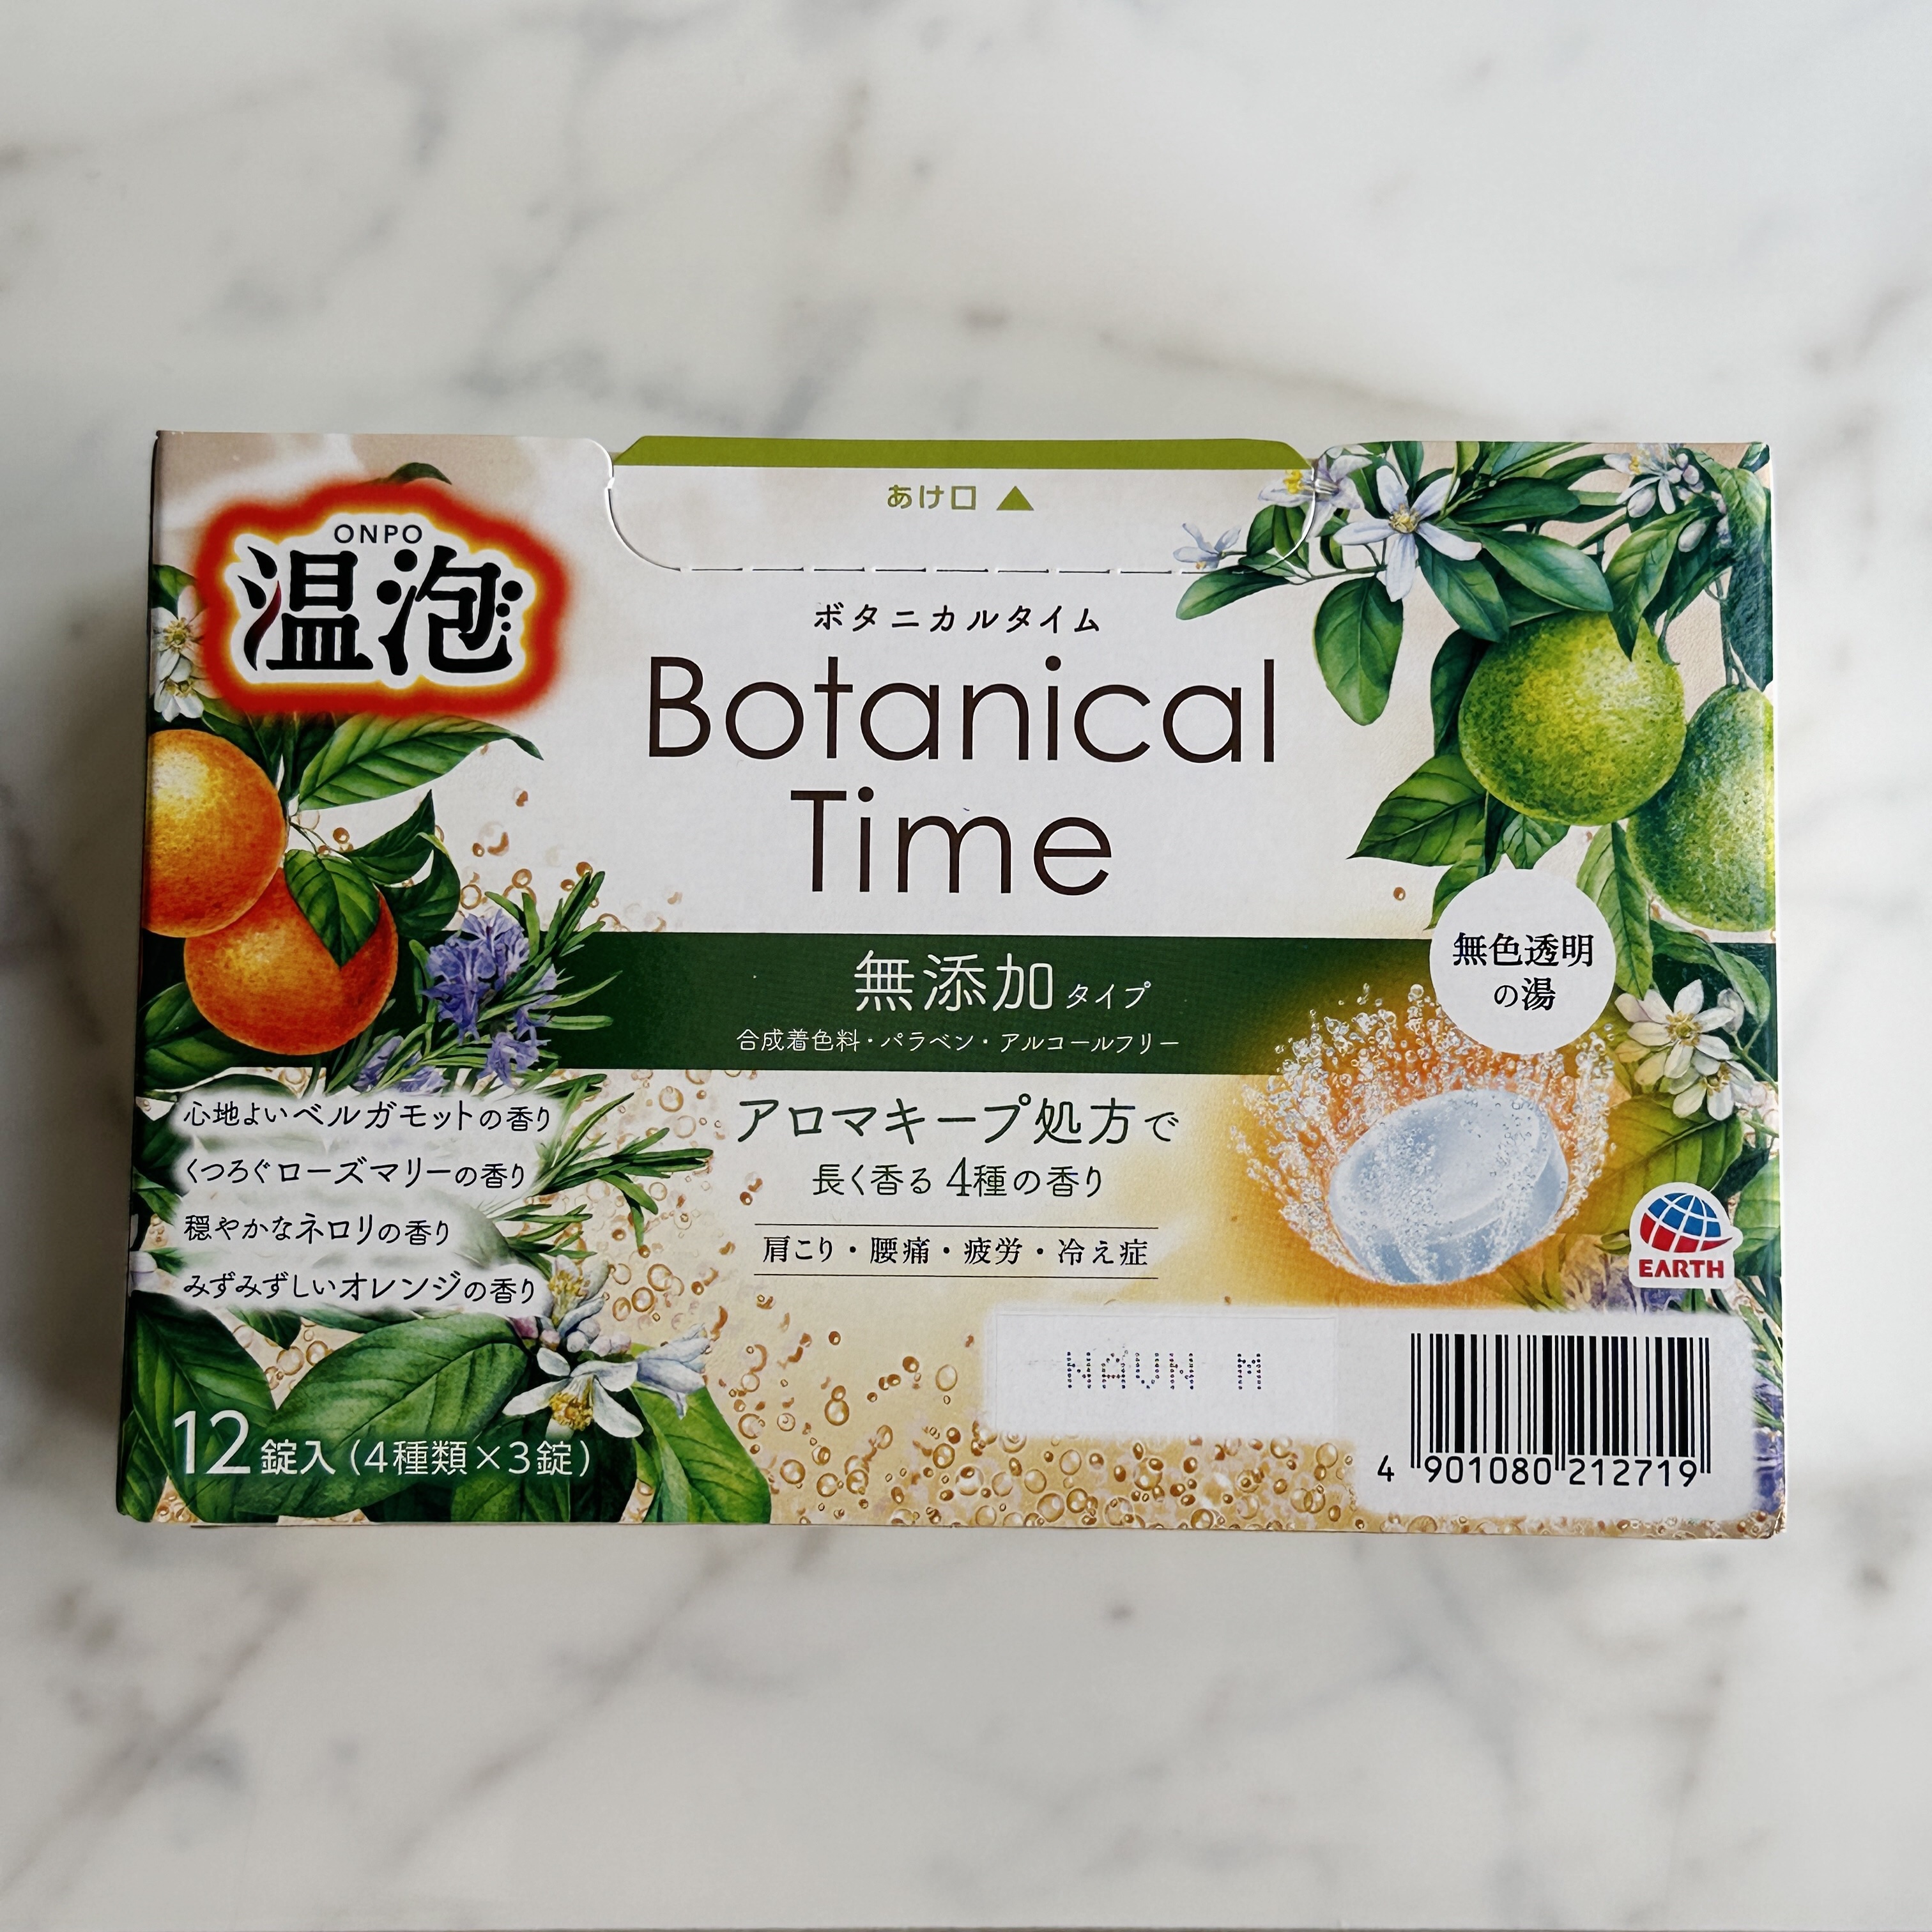 あけ口 ▲
ONPO
温泡
ボタニカルタイム
Botanical
Time
無添加タイプ
合成着色料・パラベン・アルコールフリー
無色透明
の湯
心地よいベルガモットの香り
くつろぐローズマリーの香り
穏やかなネロリの香り
みずみずしいオレンジの香り
アロマキープ処方で
長く香る 4種の香り
肩こり・腰痛・疲労・冷え症
EARTH
NAUN M
12錠入(4種類×3錠)
4 901080 212719